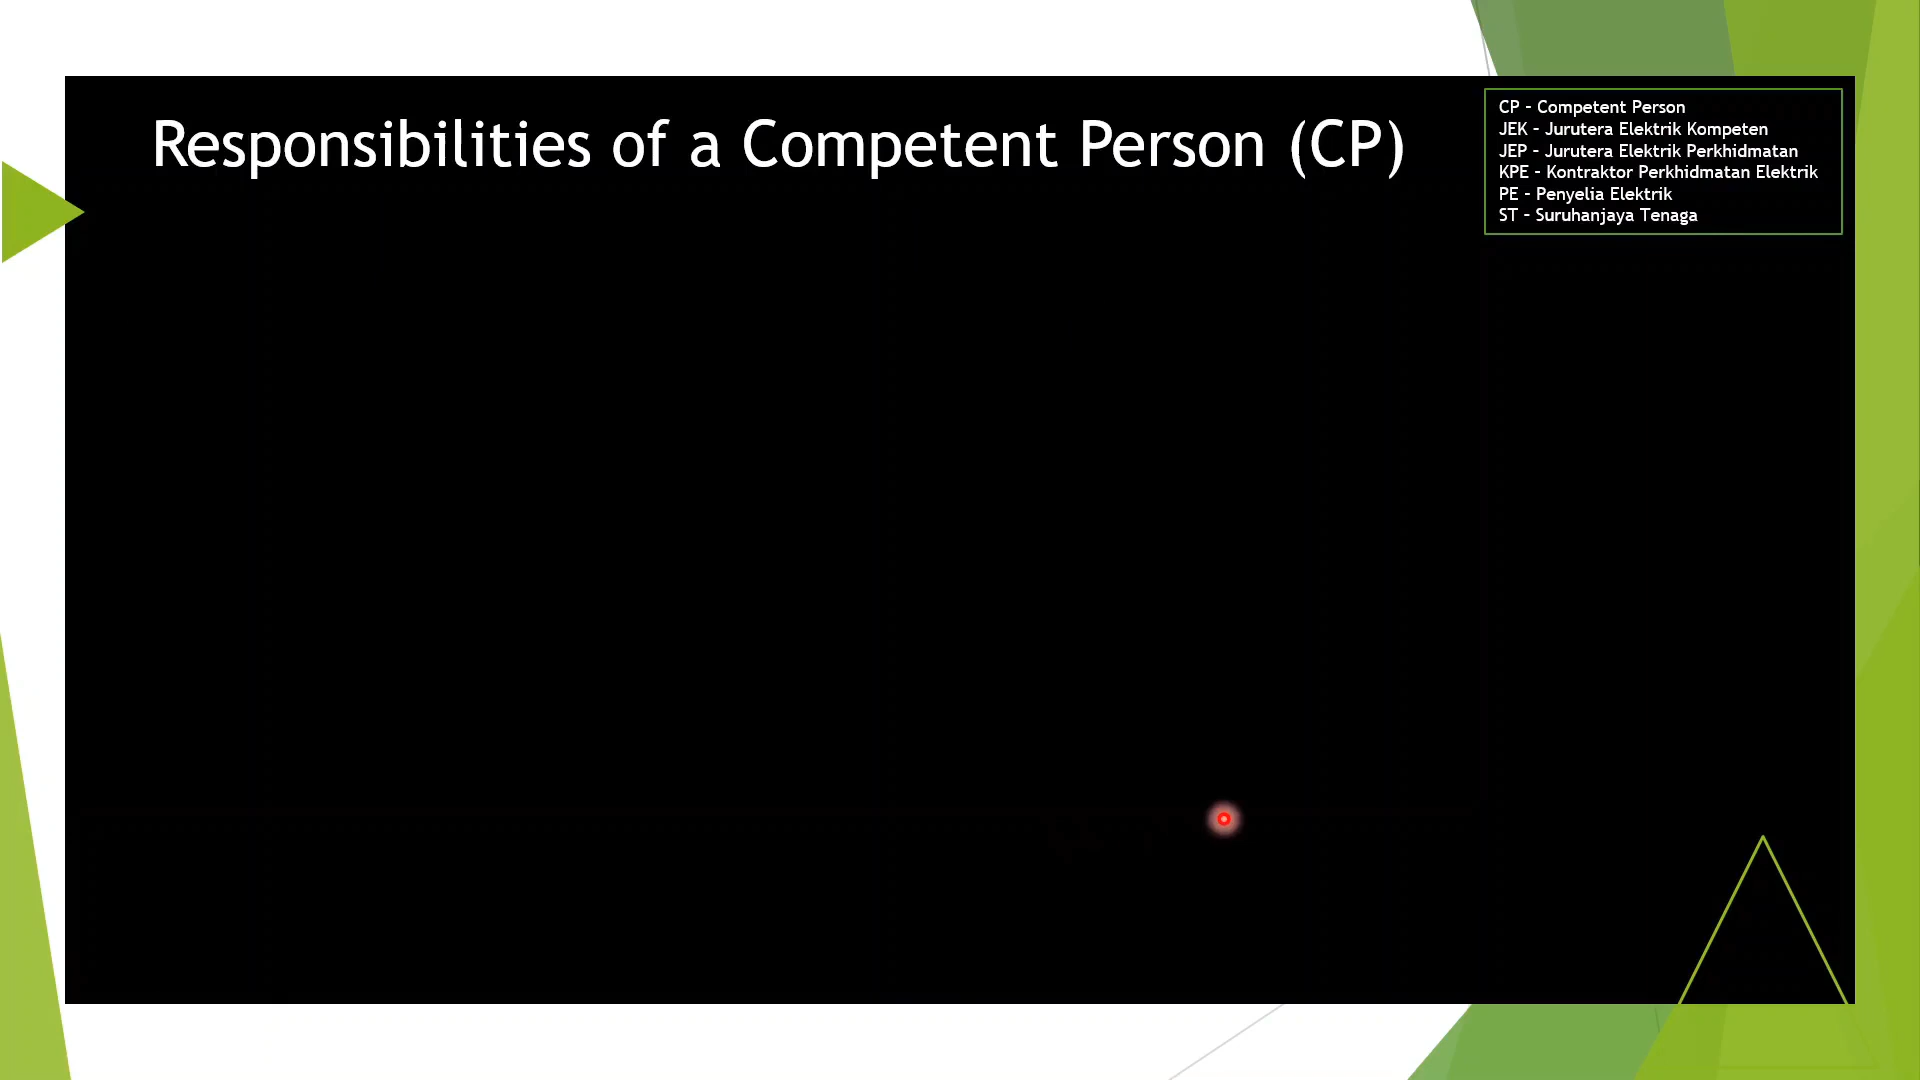 Responsibilities of a Competent Person (CP)
CP - Competent Person
JEK - Jurutera Elektrik Kompeten
JEP - Jurutera Elektrik Perkhidmatan
KPE - Kontraktor Perkhidmatan Elektrik
PE - Penyelia Elektrik
ST - Suruhanjaya Tenaga